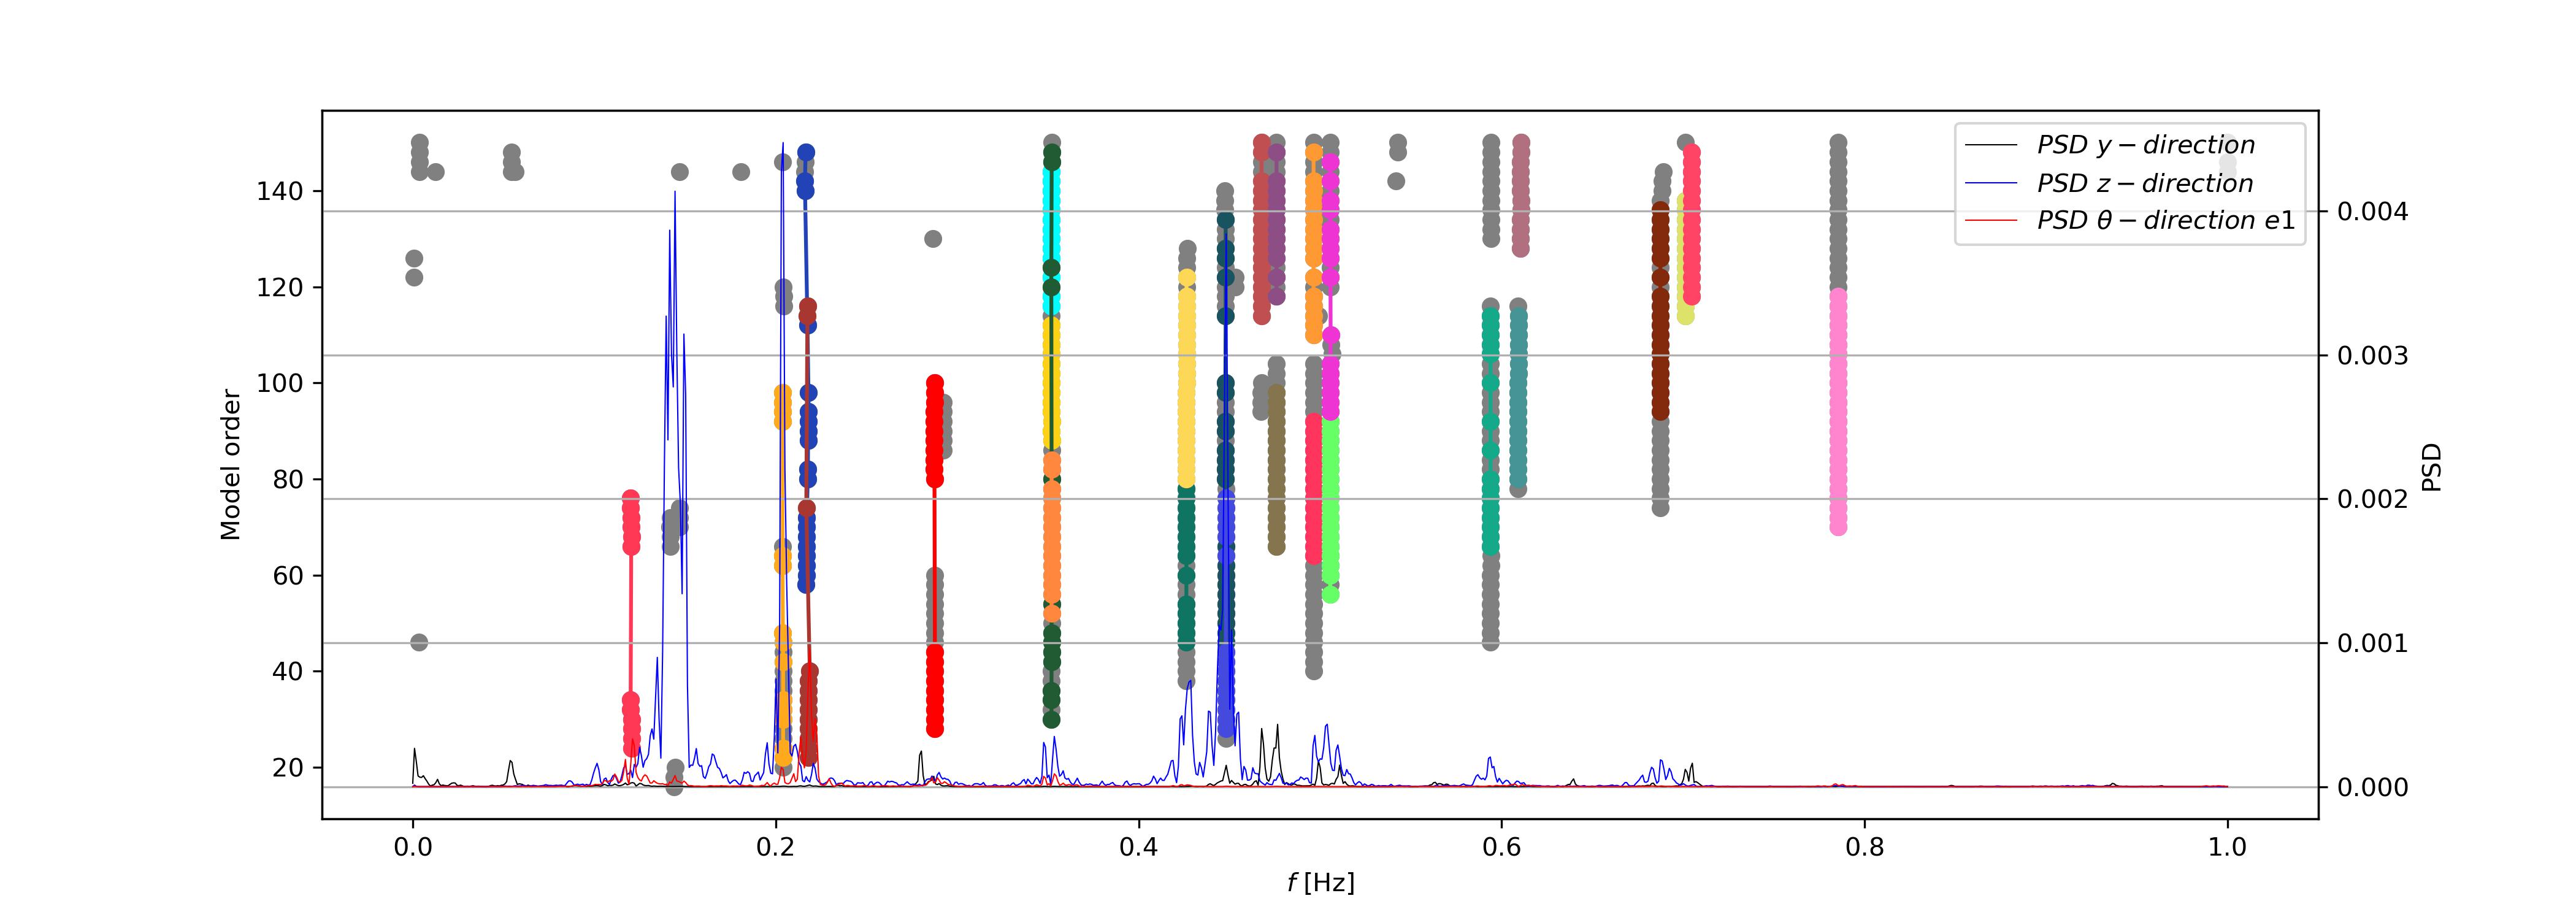 PSD y − direction
PSD z − direction
PSD θ − direction e1
Model order
140
120
100
80
60
40
20
PSD
0.004
0.003
0.002
0.001
0.000
0.0 0.2 0.4 0.6 0.8 1.0
f [Hz]